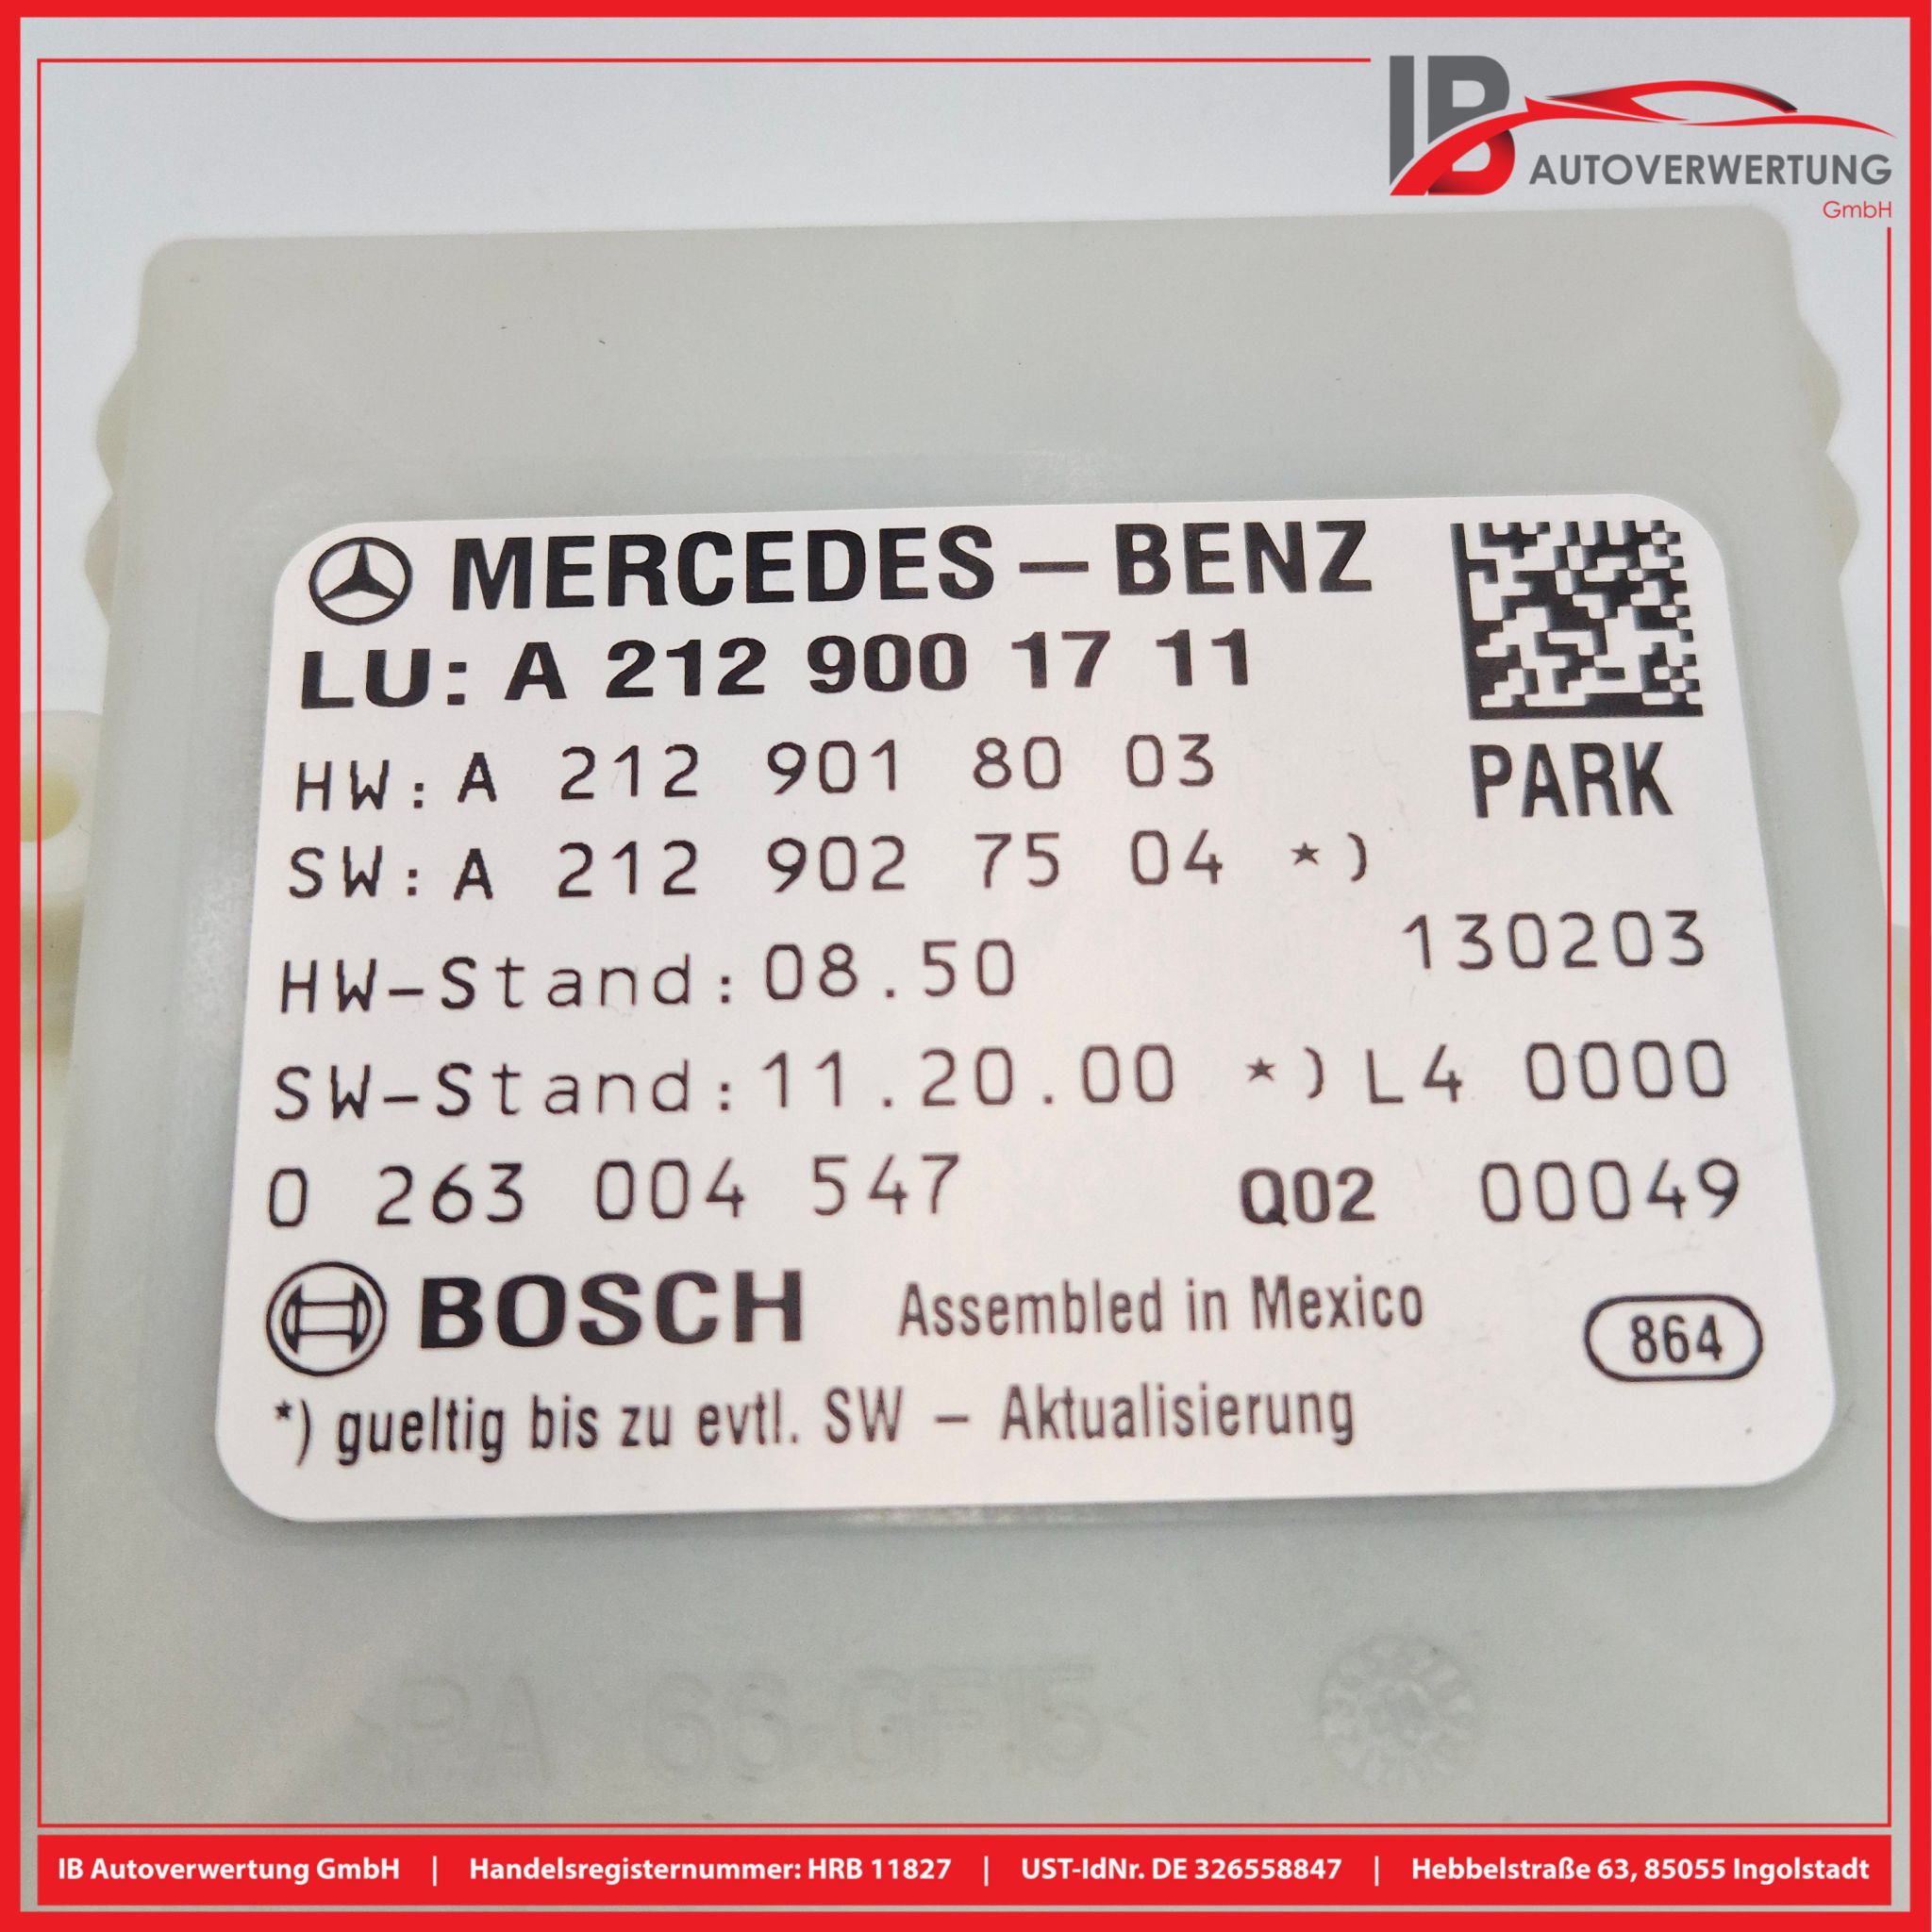 IB
AUTOVERWERTUNG
GmbH
MERCEDES-BENZ
LU: A 212 900 17 11
HW: A 212 901 80 03
PARK
SW: A 212 902 75 04 *)
HW-Stand: 08.50 130203
SW-Stand: 11.20.00 *) L4 0000
0 263 004 547 Q02 00049
BOSCH Assembled in Mexico 864
*) gueltig bis zu evtl. SW - Aktualisierung
>PA 66-GF15<
IB Autoverwertung GmbH | Handelsregisternummer: HRB 11827 | UST-IdNr. DE 326558847 | Hebbelstraße 63, 85055 Ingolstadt